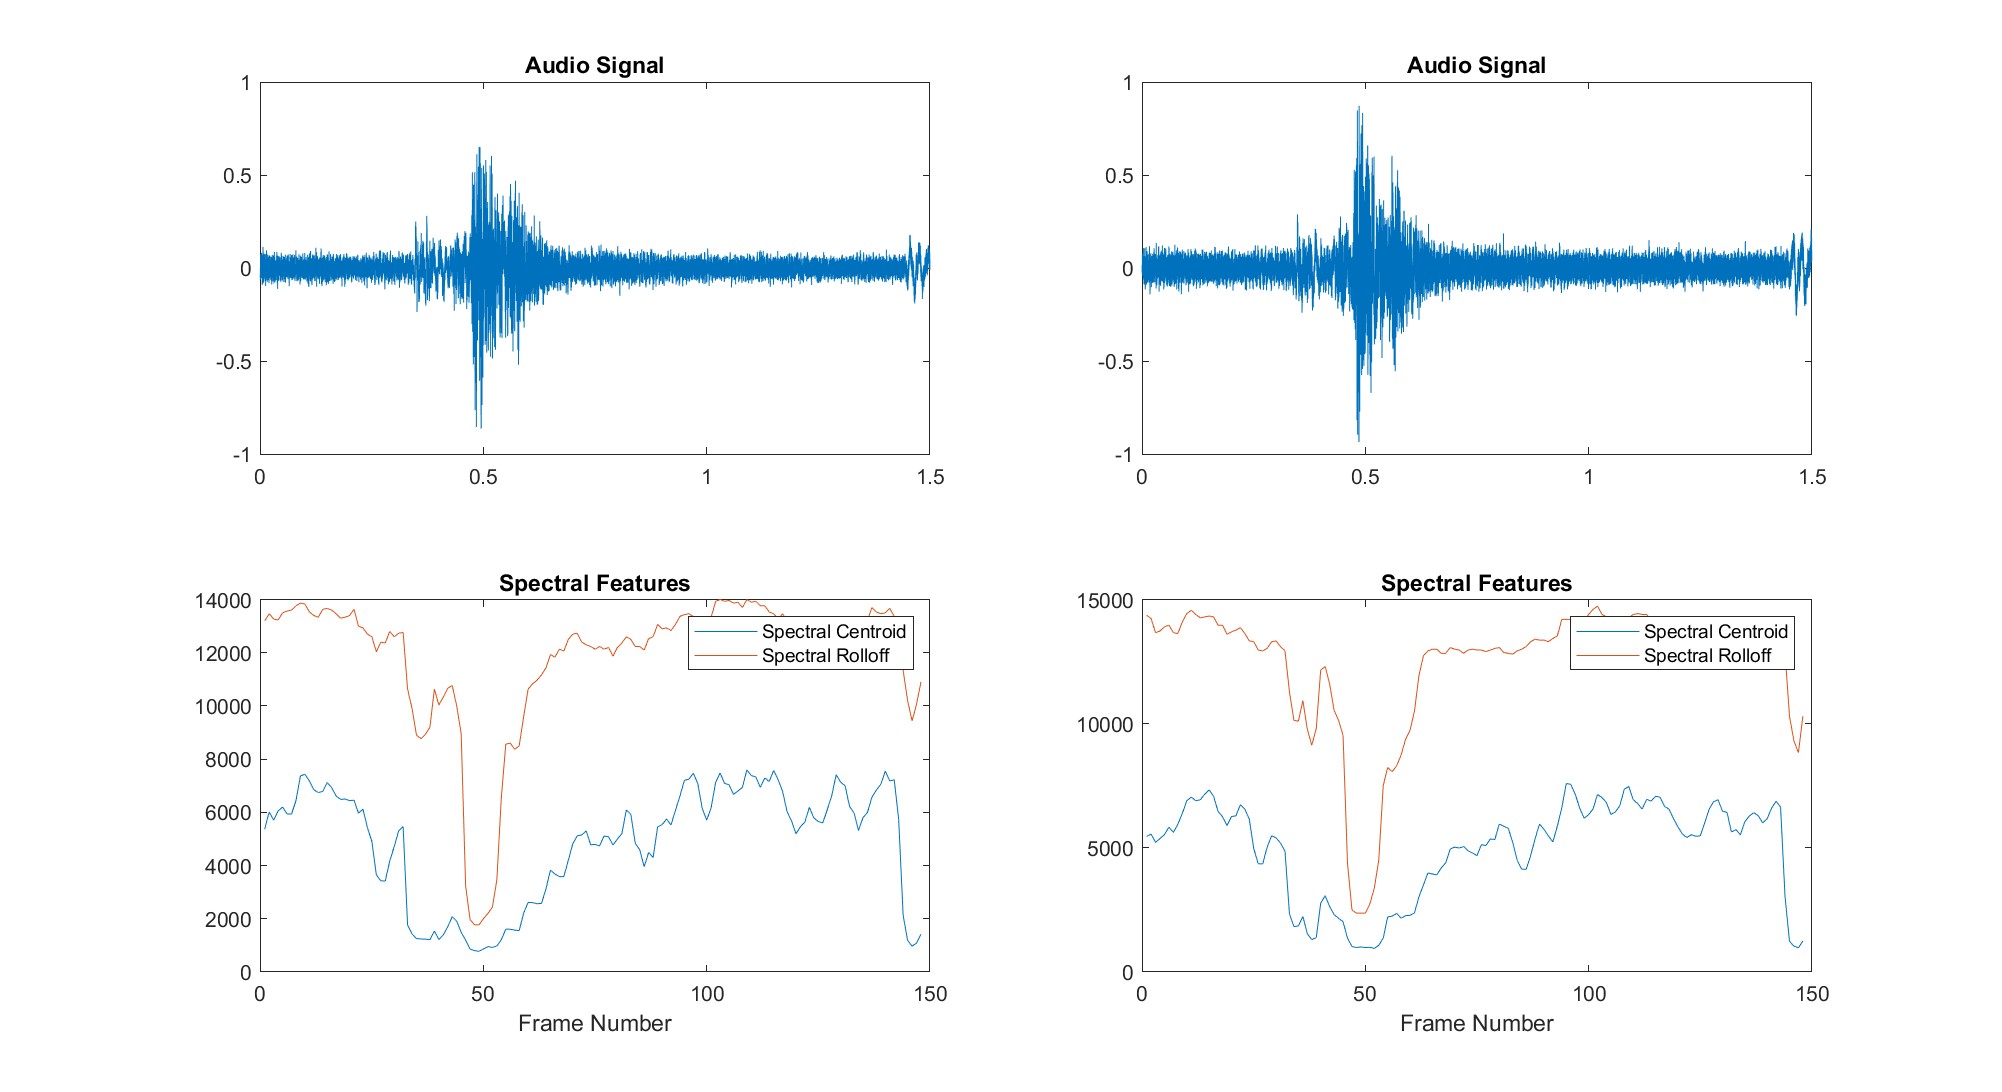 Audio Signal
1
0.5
0
-0.5
-1
0 0.5 1 1.5
Audio Signal
1
0.5
0
-0.5
-1
0 0.5 1 1.5
Spectral Features
14000
12000
10000
8000
6000
4000
2000
0
Spectral Centroid
Spectral Rolloff
0 50 100 150
Frame Number
Spectral Features
15000
10000
5000
0
Spectral Centroid
Spectral Rolloff
0 50 100 150
Frame Number